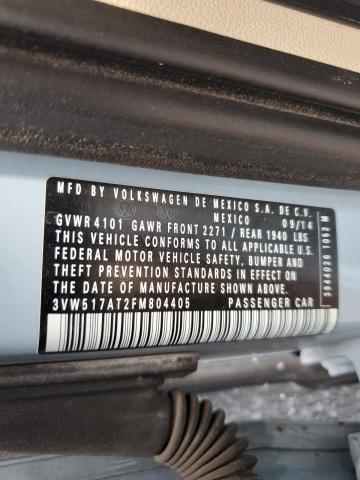 MFD BY VOLKSWAGEN DE MEXICO S.A. DE C.V.
MEXICO 09/14
GVWR 4101 GAWR FRONT 2271 / REAR 1940 LBS
THIS VEHICLE CONFORMS TO ALL APPLICABLE U.S.
FEDERAL MOTOR VEHICLE SAFETY, BUMPER AND
THEFT PREVENTION STANDARDS IN EFFECT ON
THE DATE OF MANUFACTURE SHOWN ABOVE.
3VW517AT2FM804405 PASSENGER CAR